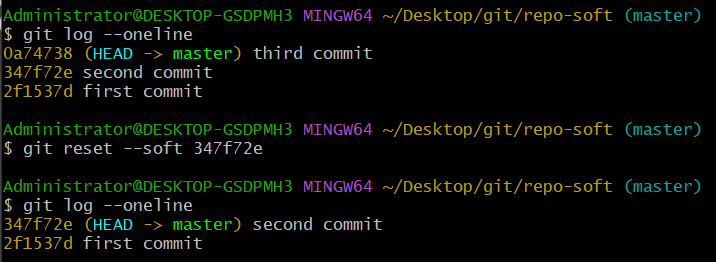 Administrator@DESKTOP-GSDPMH3 MINGW64 ~/Desktop/git/repo-soft (master)
$ git log --oneline
0a74738 (HEAD -> master) third commit
347f72e second commit
2f1537d first commit
Administrator@DESKTOP-GSDPMH3 MINGW64 ~/Desktop/git/repo-soft (master)
$ git reset --soft 347f72e
Administrator@DESKTOP-GSDPMH3 MINGW64 ~/Desktop/git/repo-soft (master)
$ git log --oneline
347f72e (HEAD -> master) second commit
2f1537d first commit